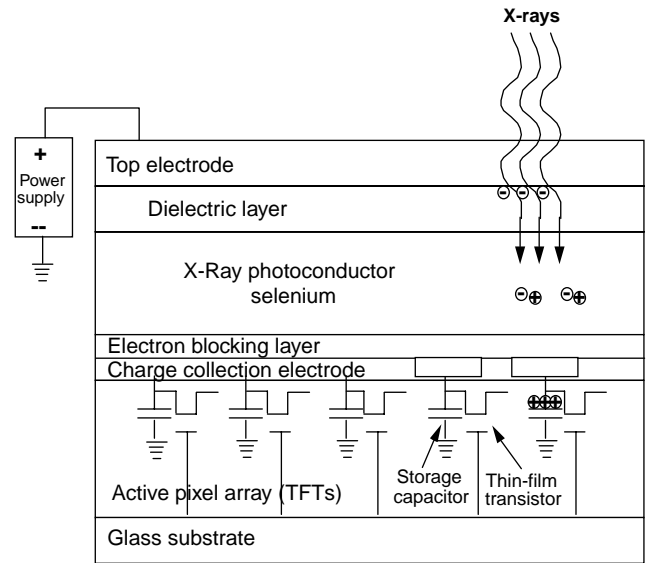 X-rays
+
Power
supply
--
Top electrode
Dielectric layer
X-Ray photoconductor
selenium
Electron blocking layer
Charge collection electrode
Storage
capacitor
Thin-film
transistor
Active pixel array (TFTs)
Glass substrate